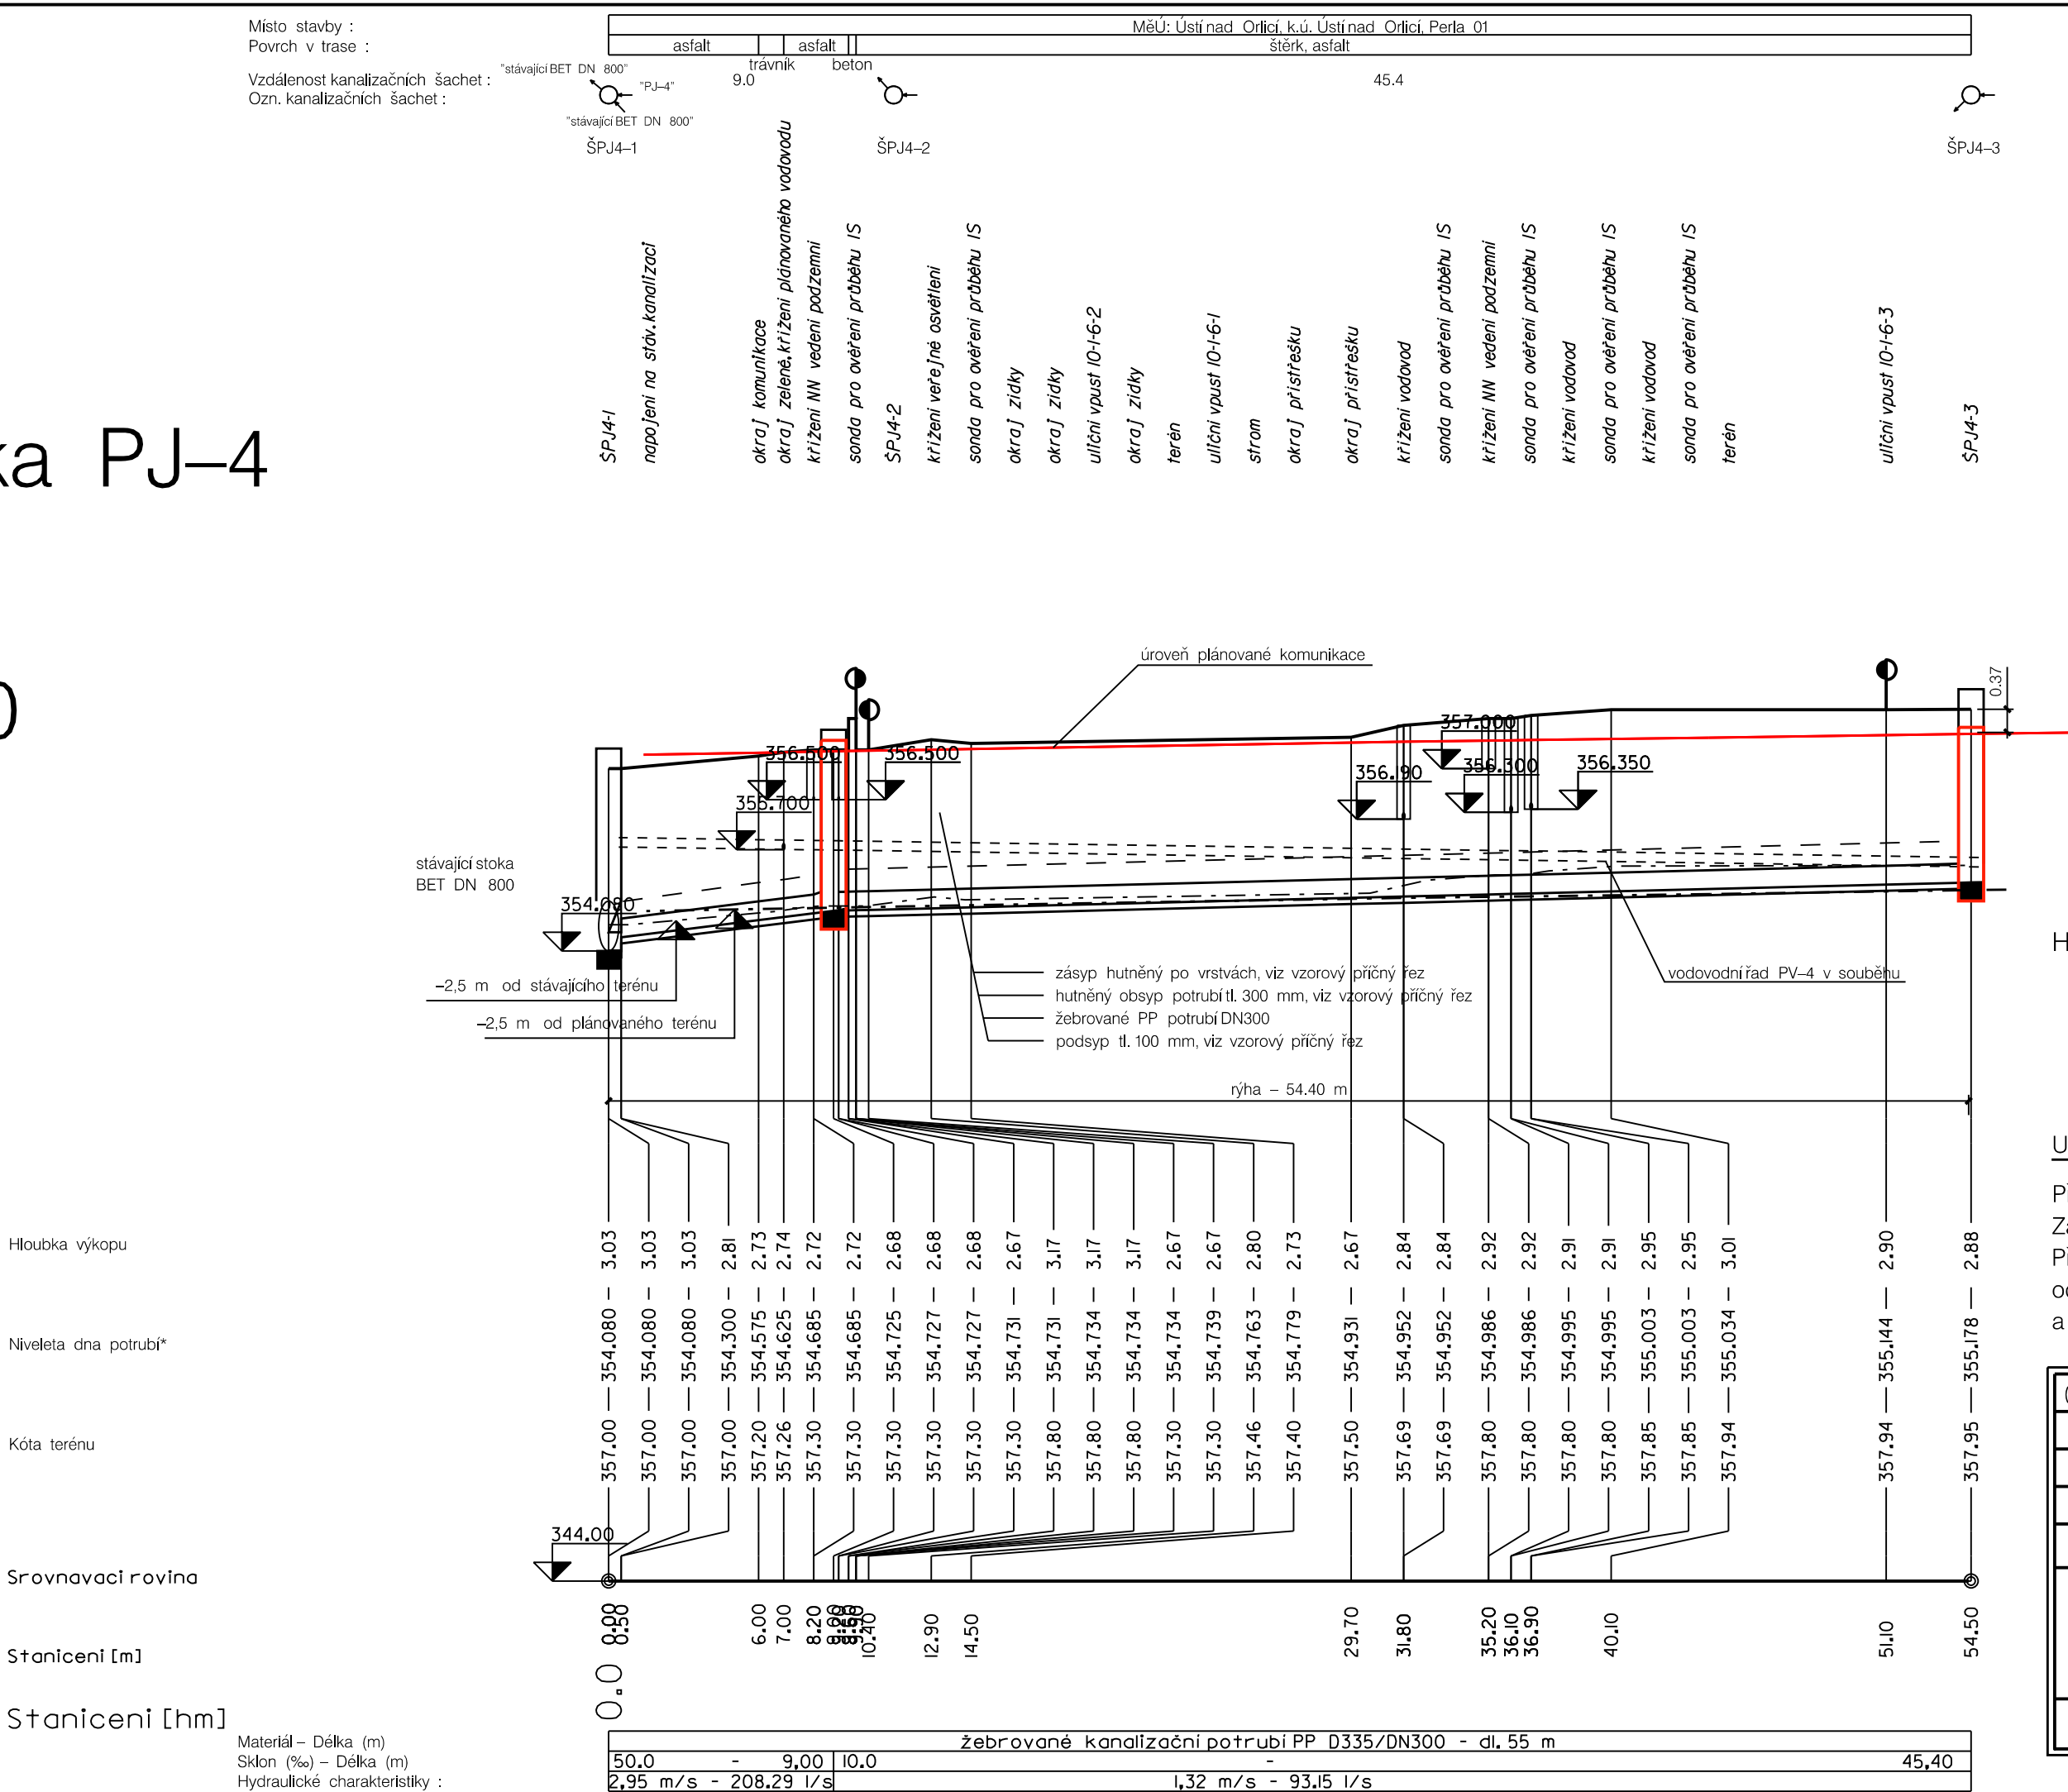 Místo stavby :
MěÚ: Ústí nad Orlicí, k.ú. Ústí nad Orlicí, Perla 01
Povrch v trase :
asfalt
asfalt
štěrk, asfalt
trávník
beton
Vzdálenost kanalizačních šachet :
9.0
45.4
Ozn. kanalizačních šachet :
"stávající BET DN 800"
"PJ–4"
"stávající BET DN 800"
ŠPJ4–1
ŠPJ4–2
ŠPJ4–3
ŠPJ4-1
napojení na stáv.kanalizaci
okraj komunikace
okraj zeleně,křížení plánovaného vodovodu
křížení NN vedení podzemní
sonda pro ověření průběhu IS
ŠPJ4-2
křížení veřejné osvětlení
sonda pro ověření průběhu IS
okraj zídky
okraj zídky
uliční vpust IO-1-6-2
okraj zídky
terén
uliční vpust IO-1-6-1
strom
okraj přístřešku
okraj přístřešku
křížení vodovod
sonda pro ověření průběhu IS
křížení NN vedení podzemní
sonda pro ověření průběhu IS
křížení vodovod
sonda pro ověření průběhu IS
křížení vodovod
sonda pro ověření průběhu IS
terén
uliční vpust IO-1-6-3
ŠPJ4-3
ka PJ–4
úroveň plánované komunikace
0.37
356.500
356.500
355.700
357.000
356.190
356.300
356.350
stávající stoka
BET DN 800
354.080
–2,5 m od stávajícího terénu
–2,5 m od plánovaného terénu
zásyp hutněný po vrstvách, viz vzorový příčný řez
hutněný obsyp potrubí tl. 300 mm, viz vzorový příčný řez
žebrované PP potrubí DN300
podsyp tl. 100 mm, viz vzorový příčný řez
vodovodní řad PV–4 v souběhu
H
rýha – 54.40 m
U
Hloubka výkopu
3.03 3.03 3.03 2.81 2.73 2.74 2.72 2.72 2.68 2.68 2.68 2.67 3.17 3.17 3.17 2.67 2.67 2.80 2.73 2.67 2.84 2.84 2.92 2.92 2.91 2.91 2.95 2.95 3.01 2.90 2.88
Niveleta dna potrubí*
354.080 354.080 354.080 354.300 354.575 354.625 354.685 354.685 354.725 354.727 354.727 354.731 354.731 354.734 354.734 354.734 354.739 354.763 354.779 354.931 354.952 354.952 354.986 354.986 354.995 354.995 355.003 355.003 355.034 355.144 355.178
Kóta terénu
357.00 357.00 357.00 357.00 357.20 357.26 357.30 357.30 357.30 357.30 357.30 357.30 357.80 357.80 357.80 357.30 357.30 357.46 357.40 357.50 357.69 357.69 357.80 357.80 357.80 357.80 357.85 357.85 357.94 357.94 357.95
344.00
Srovnavaci rovina
Staniceni [m]
0.00 0.50 6.00 7.00 8.20 10.40 12.90 14.50 29.70 31.80 35.20 36.10 36.90 40.10 51.10 54.50
0.0
Staniceni [hm]
Materiál – Délka (m)
žebrované kanalizační potrubí PP D335/DN300 - dl. 55 m
Sklon (‰) – Délka (m)
50.0 - 9,00 10.0 - 45,40
Hydraulické charakteristiky :
2,95 m/s - 208.29 l/s
1,32 m/s - 93.15 l/s